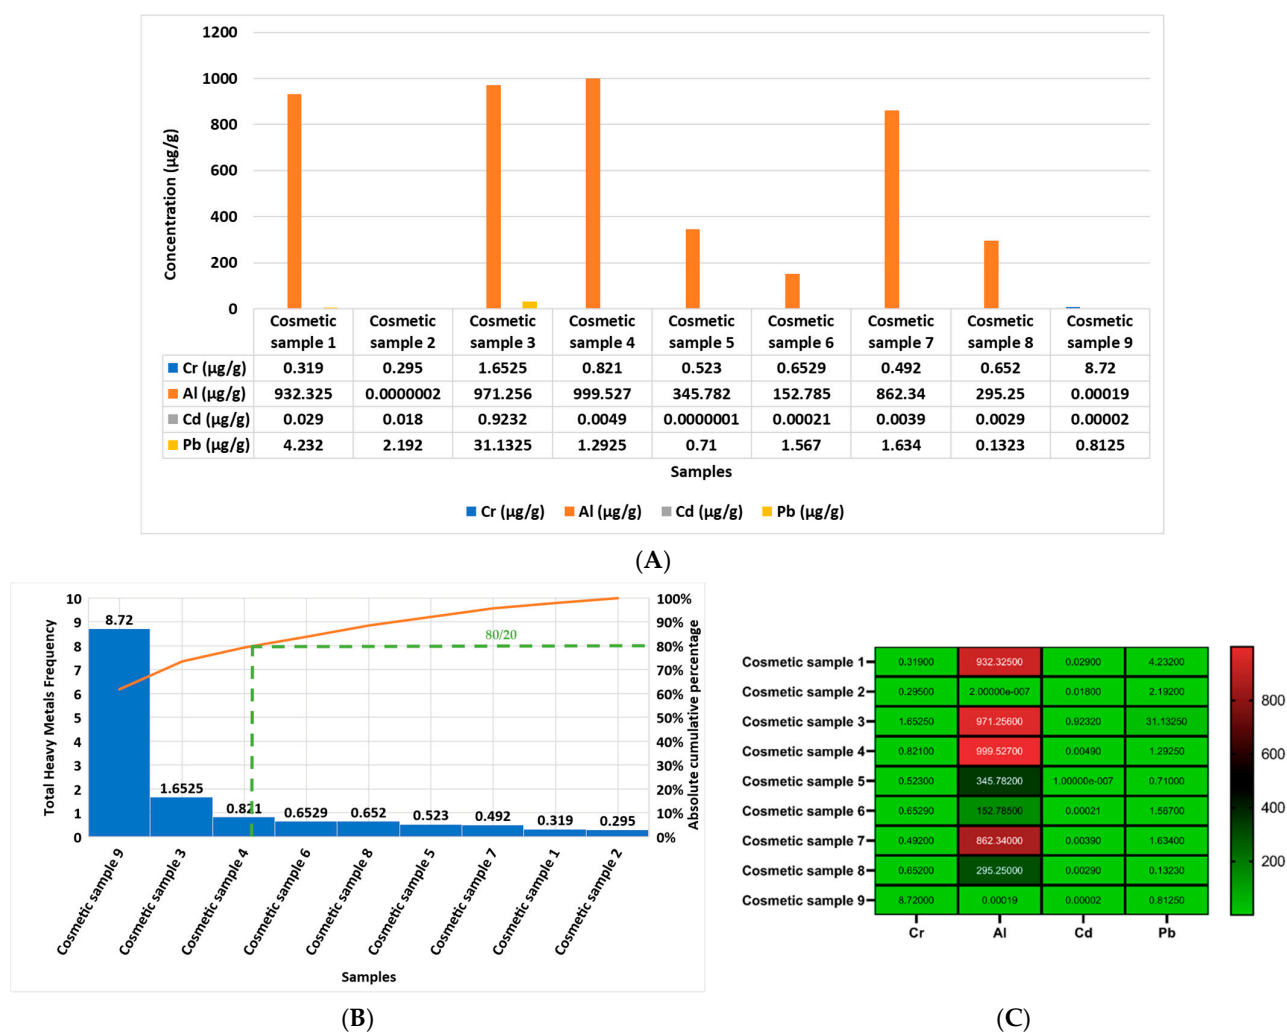 1200
1000
800
600
400
200
0
Concentration (µg/g)
Cosmetic sample 1 Cosmetic sample 2 Cosmetic sample 3 Cosmetic sample 4 Cosmetic sample 5 Cosmetic sample 6 Cosmetic sample 7 Cosmetic sample 8 Cosmetic sample 9
Cr (µg/g) 0.319 0.295 1.6525 0.821 0.523 0.6529 0.492 0.652 8.72
Al (µg/g) 932.325 0.0000002 971.256 999.527 345.782 152.785 862.34 295.25 0.00019
Cd (µg/g) 0.029 0.018 0.9232 0.0049 0.0000001 0.00021 0.0039 0.0029 0.00002
Pb (µg/g) 4.232 2.192 31.1325 1.2925 0.71 1.567 1.634 0.1323 0.8125
Samples
Cr (µg/g) Al (µg/g) Cd (µg/g) Pb (µg/g)
(A)
Total Heavy Metals Frequency
10
9
8
7
6
5
4
3
2
1
0
8.72
1.6525
0.821
0.6529
0.652
0.523
0.492
0.319
0.295
80/20
100%
90%
80%
70%
60%
50%
40%
30%
20%
10%
0%
Absolute cumulative percentage
Cosmetic sample 9
Cosmetic sample 3
Cosmetic sample 4
Cosmetic sample 6
Cosmetic sample 8
Cosmetic sample 5
Cosmetic sample 7
Cosmetic sample 1
Cosmetic sample 2
Samples
(B)
Cosmetic sample 1 0.31900 932.32500 0.02900 4.23200
Cosmetic sample 2 0.29500 2.00000e-007 0.01800 2.19200
Cosmetic sample 3 1.65250 971.25600 0.92320 31.13250
Cosmetic sample 4 0.82100 999.52700 0.00490 1.29250
Cosmetic sample 5 0.52300 345.78200 1.00000e-007 0.71000
Cosmetic sample 6 0.65290 152.78500 0.00021 1.56700
Cosmetic sample 7 0.49200 862.34000 0.00390 1.63400
Cosmetic sample 8 0.65200 295.25000 0.00290 0.13230
Cosmetic sample 9 8.72000 0.00019 0.00002 0.81250
Cr Al Cd Pb
800
600
400
200
(C)